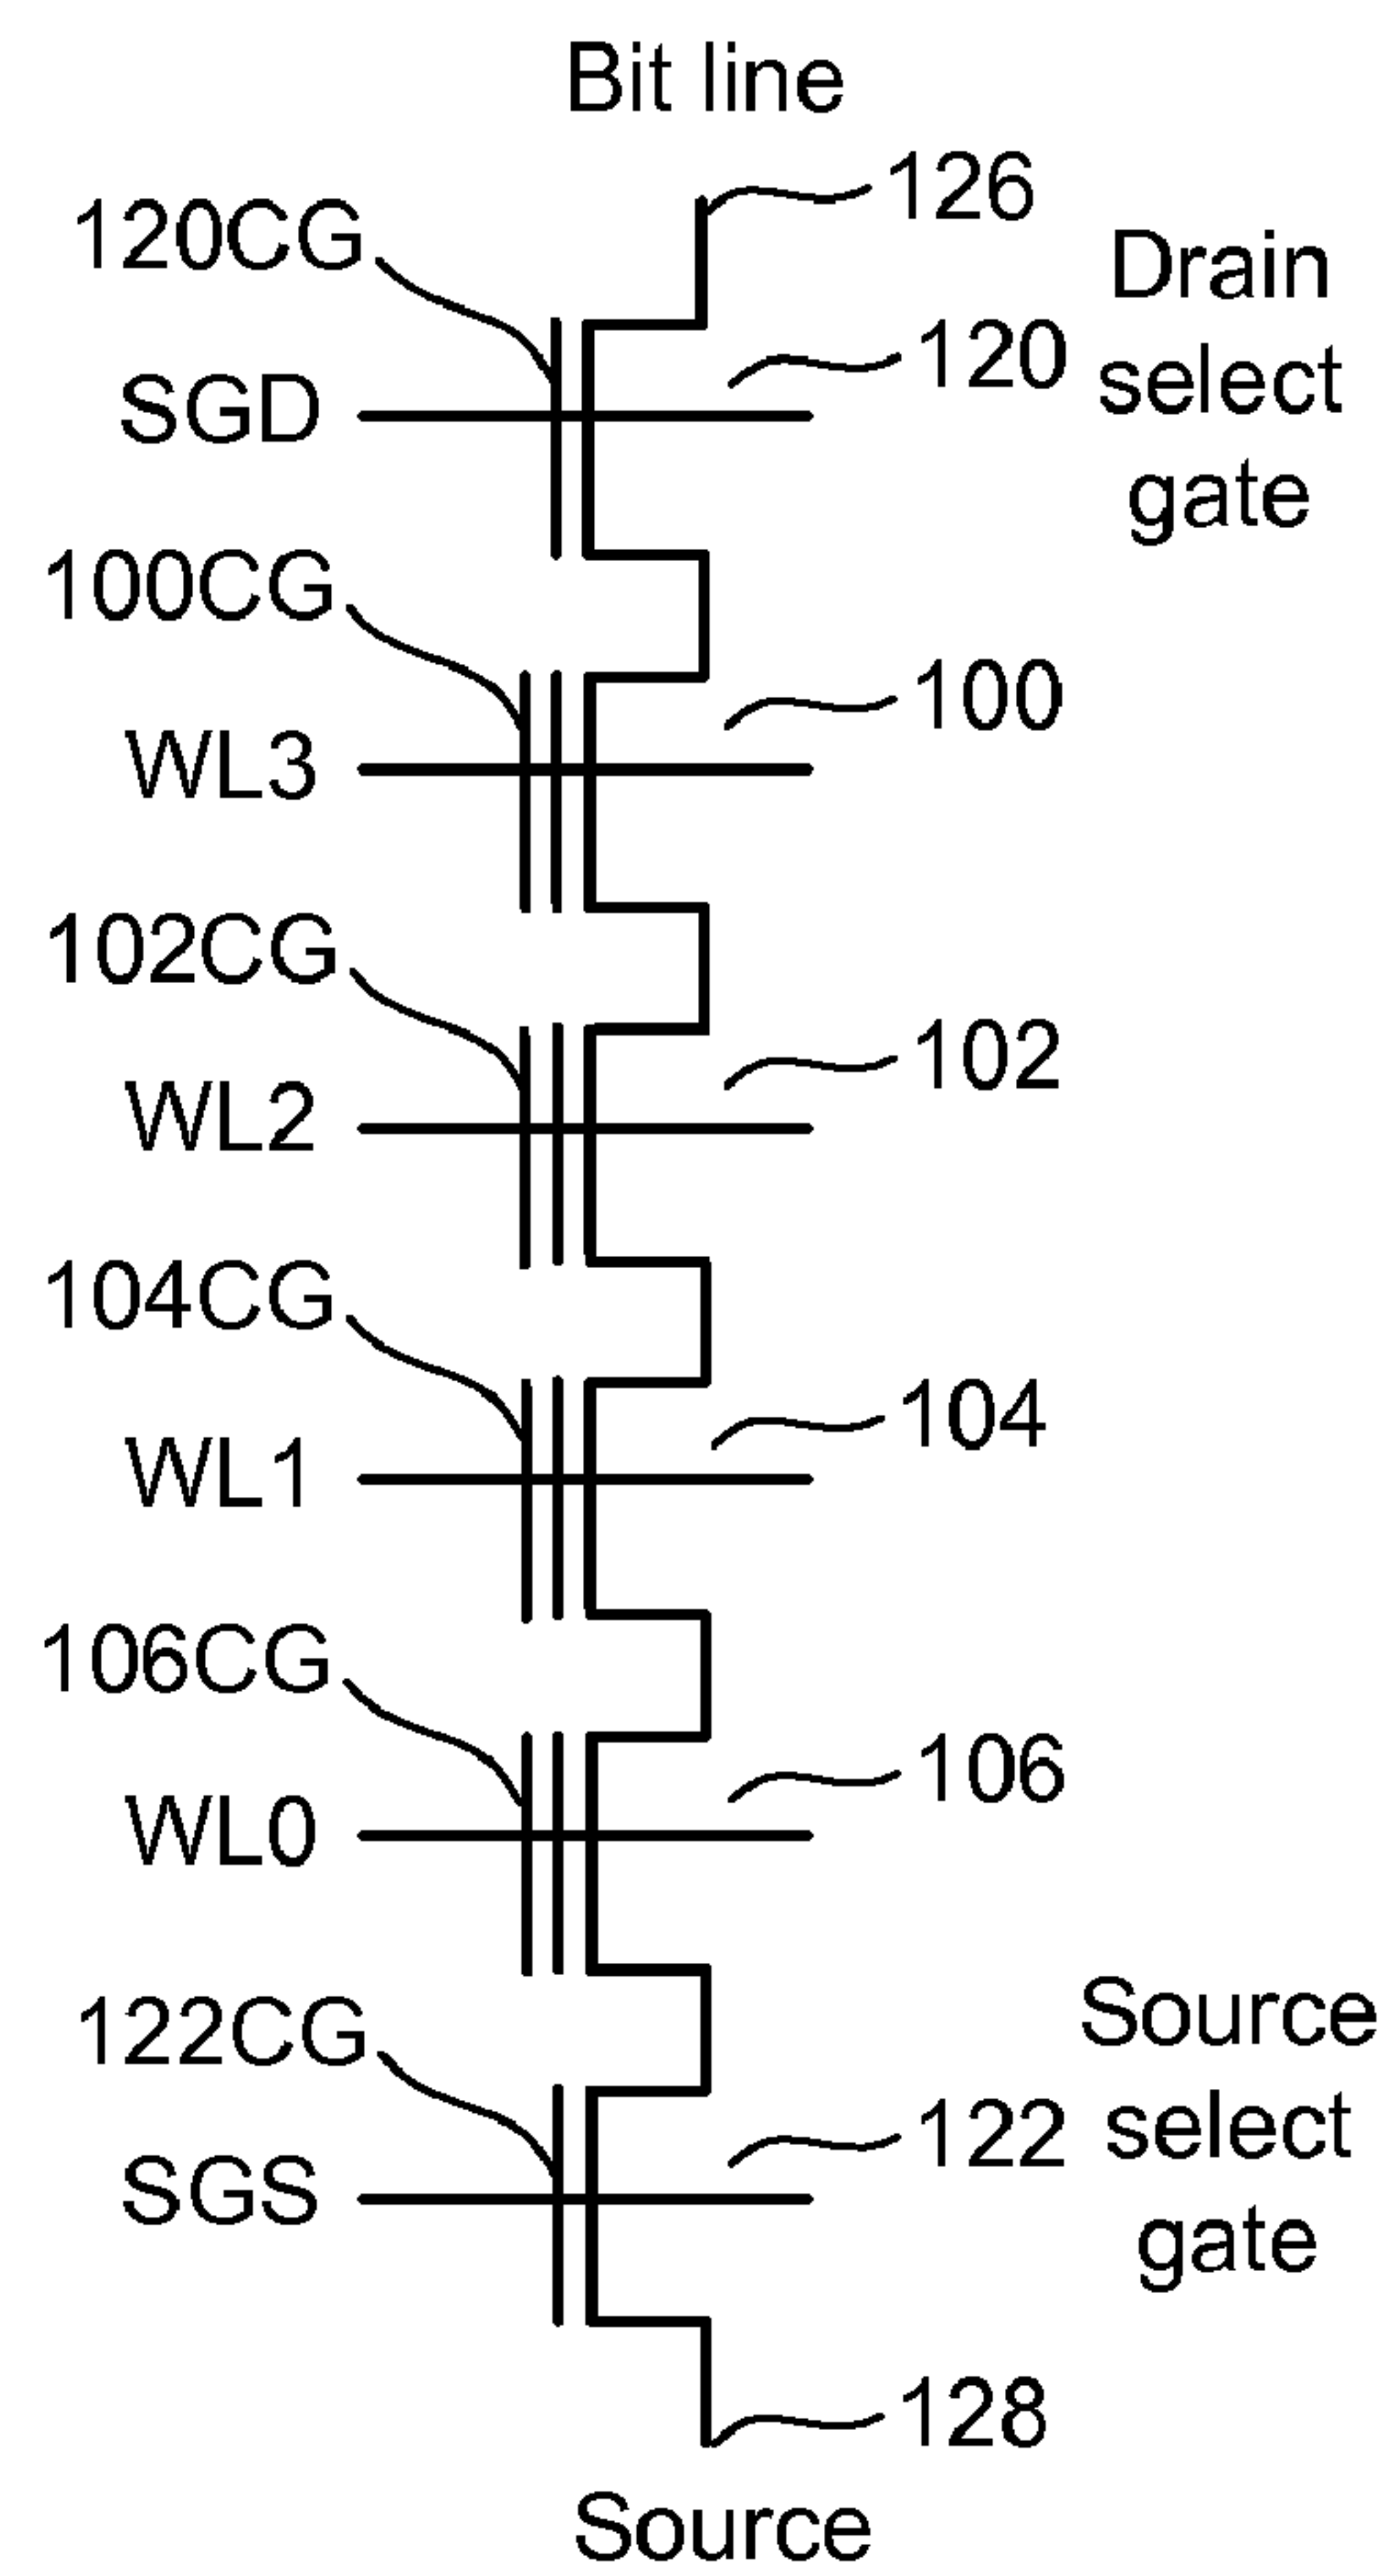 Bit line
126
120CG
Drain
select
gate
120
SGD
100CG
100
WL3
102CG
102
WL2
104CG
104
WL1
106CG
106
WL0
122CG
Source
select
gate
122
SGS
128
Source